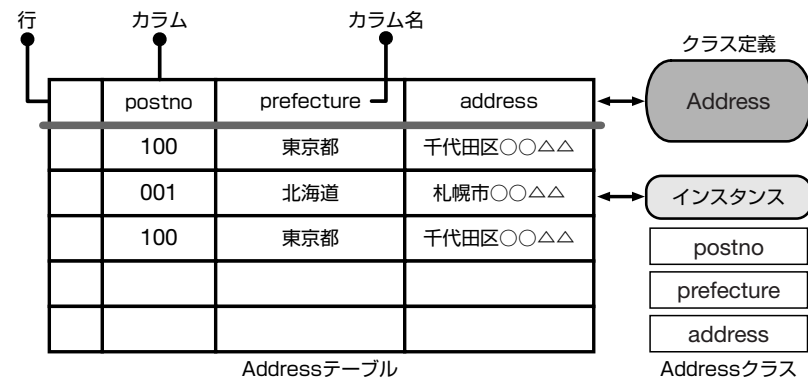 行 カラム カラム名
クラス定義
postno prefecture address Address
100 東京都 千代田区○○△△
001 北海道 札幌市○○△△ インスタンス
100 東京都 千代田区○○△△
postno
prefecture
address
Addressテーブル Addressクラス